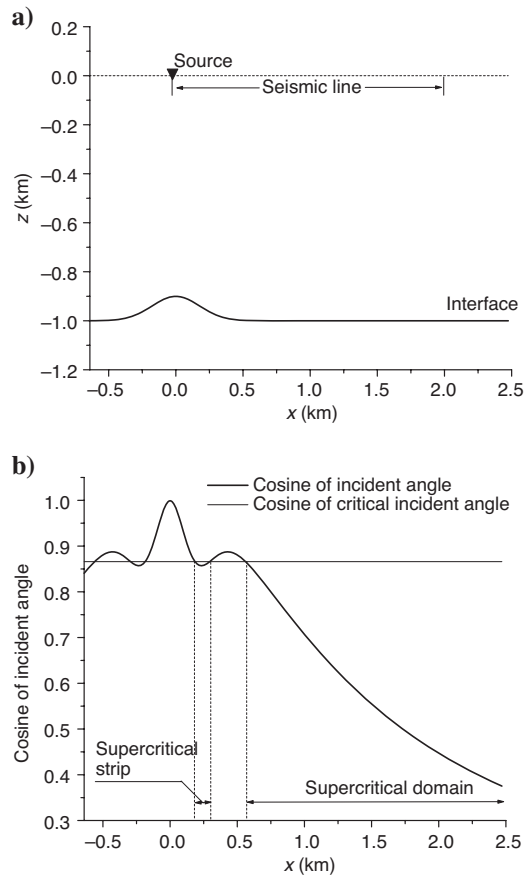 a)
0.2
Source
0.0
Seismic line
−0.2
−0.4
z (km)
−0.6
−0.8
Interface
−1.0
−1.2
−0.5 0.0 0.5 1.0 1.5 2.0 2.5
x (km)
b)
Cosine of incident angle
Cosine of critical incident angle
1.0
0.9
0.8
0.7
0.6
0.5
0.4
0.3
Cosine of incident angle
Supercritical
strip
Supercritical domain
−0.5 0.0 0.5 1.0 1.5 2.0 2.5
x (km)